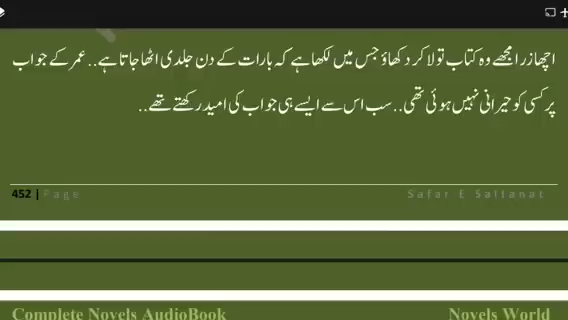 اچھا ذرا مجھے وہ کتاب تو لا کر دکھاؤ جس میں لکھا ہے کہ بارات کے دن جلدی اٹھا جاتا ہے.. عمر کے جواب
پر کسی کو حیرانی نہیں ہوئی تھی.. سب اس سے ایسے ہی جواب کی امید رکھتے تھے..
452 | Page Safar E Saltanat
Complete Novels AudioBook Novels World